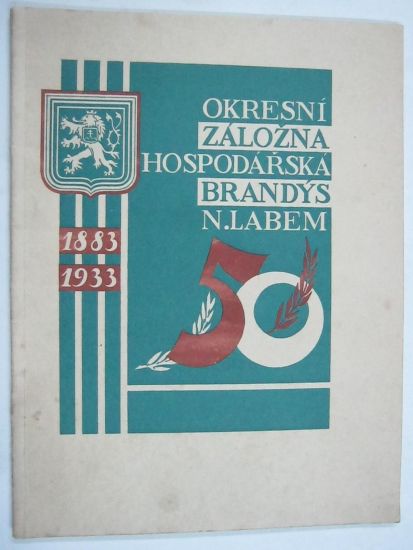 OKRESNÍ
ZÁLOŽNA
HOSPODÁŘSKÁ
BRANDÝS
N.LABEM
1883
1933
50